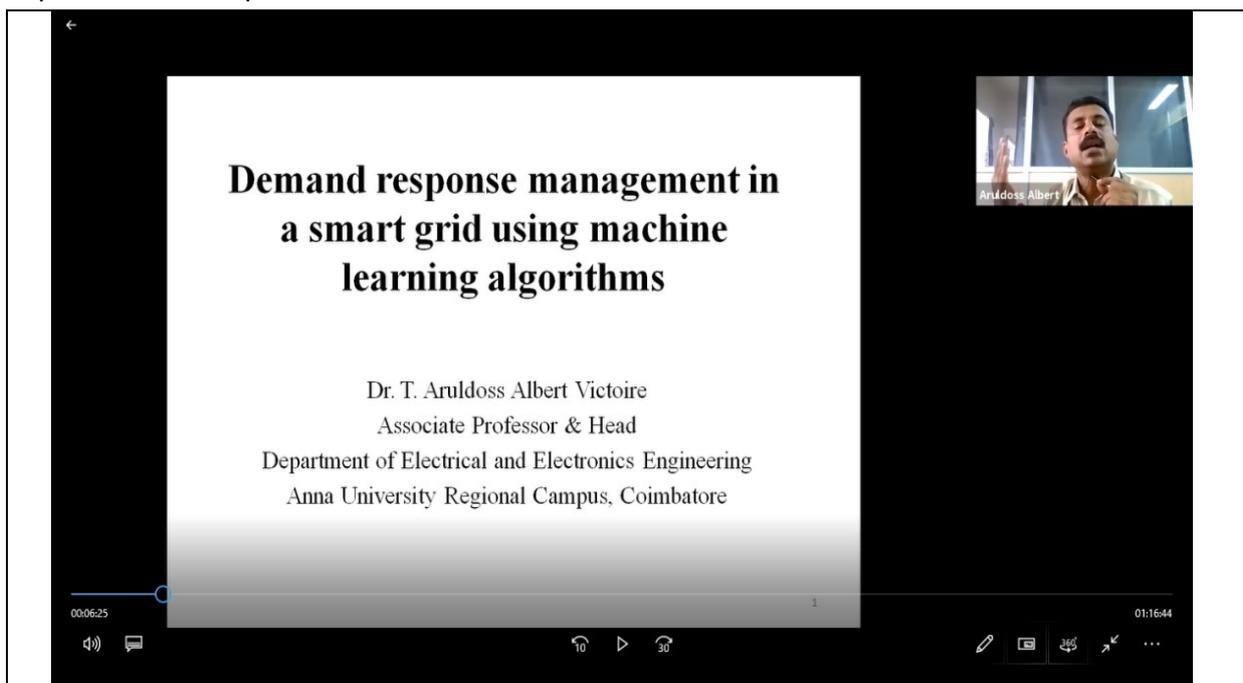 Demand response management in
a smart grid using machine
learning algorithms
Dr. T. Aruldoss Albert Victoire
Associate Professor & Head
Department of Electrical and Electronics Engineering
Anna University Regional Campus, Coimbatore
1
Aruldoss Albert
00:06:25
01:16:44
10
30
360